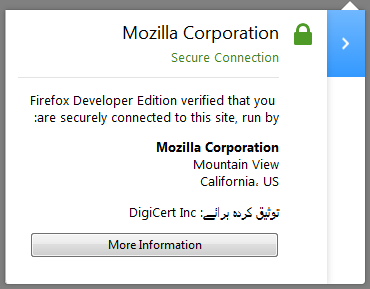 Mozilla Corporation
Secure Connection
Firefox Developer Edition verified that you
:are securely connected to this site, run by
Mozilla Corporation
Mountain View
California، US
توثیق کردہ برائے: DigiCert Inc
More Information